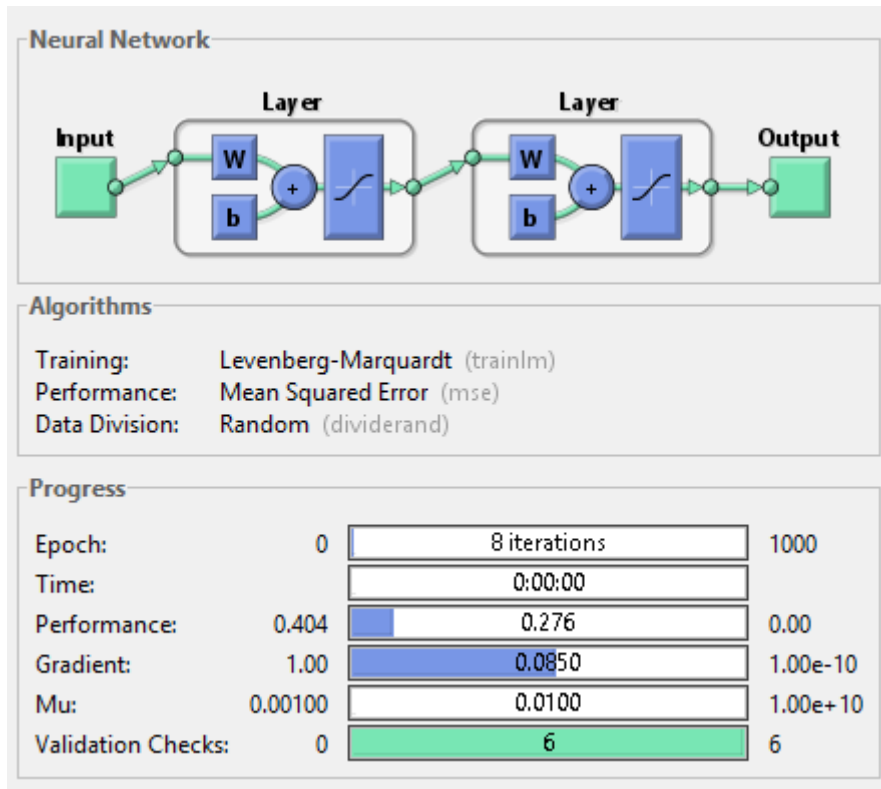 Neural Network
Layer Layer
Input Output
W + W +
b b
Algorithms
Training: Levenberg-Marquardt (trainlm)
Performance: Mean Squared Error (mse)
Data Division: Random (dividerand)
Progress
Epoch: 0 8 iterations 1000
Time: 0:00:00
Performance: 0.404 0.276 0.00
Gradient: 1.00 0.0850 1.00e-10
Mu: 0.00100 0.0100 1.00e+10
Validation Checks: 0 6 6